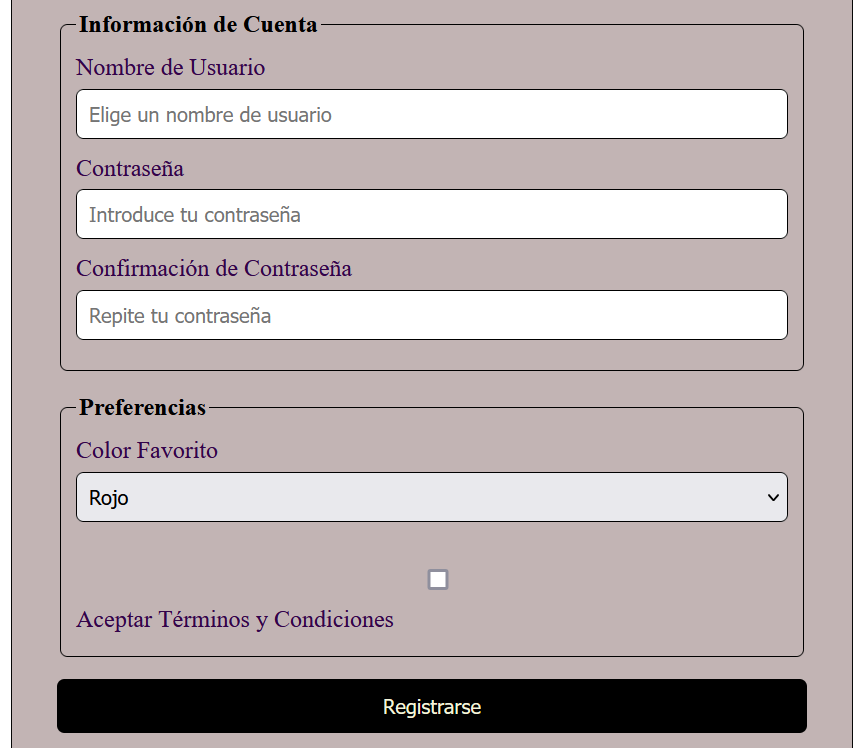 Información de Cuenta
Nombre de Usuario
Elige un nombre de usuario
Contraseña
Introduce tu contraseña
Confirmación de Contraseña
Repite tu contraseña
Preferencias
Color Favorito
Rojo
Aceptar Términos y Condiciones
Registrarse